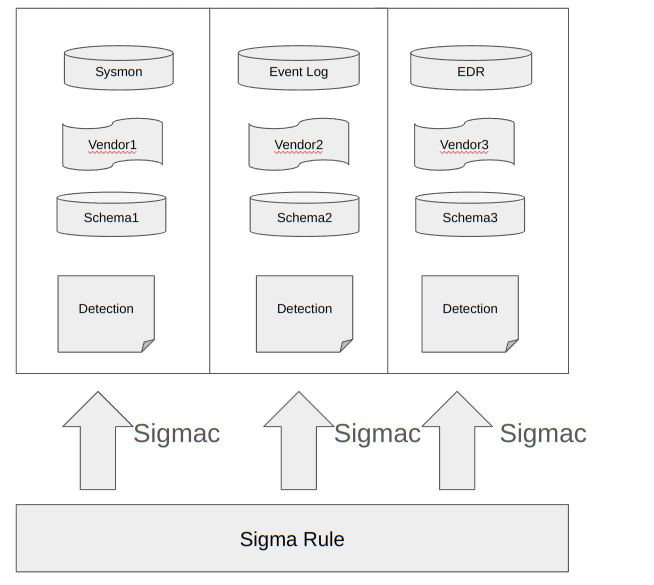 Sysmon
Event Log
EDR
Vendor1
Vendor2
Vendor3
Schema1
Schema2
Schema3
Detection
Detection
Detection
Sigmac
Sigmac
Sigmac
Sigma Rule